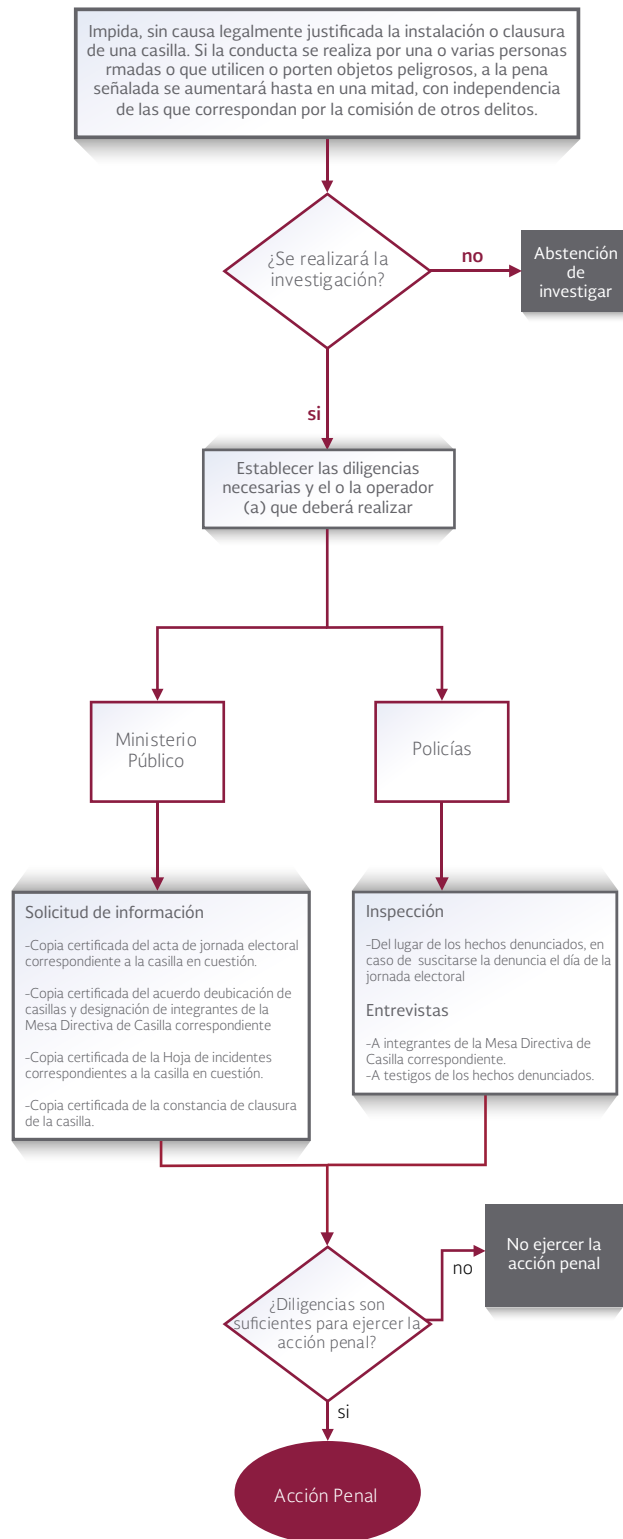 Impida, sin causa legalmente justificada la instalación o clausura
de una casilla. Si la conducta se realiza por una o varias personas
rmadas o que utilicen o porten objetos peligrosos, a la pena
señalada se aumentará hasta en una mitad, con independencia
de las que correspondan por la comisión de otros delitos.
¿Se realizará la
investigación?
no
Abstención
de
investigar
si
Establecer las diligencias
necesarias y el o la operador
(a) que deberá realizar
Ministerio
Público
Policías
Solicitud de información
-Copia certificada del acta de jornada electoral
correspondiente a la casilla en cuestión.
-Copia certificada del acuerdo deubicación de
casillas y designación de integrantes de la
Mesa Directiva de Casilla correspondiente
-Copia certificada de la Hoja de incidentes
correspondientes a la casilla en cuestión.
-Copia certificada de la constancia de clausura
de la casilla.
Inspección
-Del lugar de los hechos denunciados, en
caso de suscitarse la denuncia el día de la
jornada electoral
Entrevistas
-A integrantes de la Mesa Directiva de
Casilla correspondiente.
-A testigos de los hechos denunciados.
¿Diligencias son
suficientes para ejercer la
acción penal?
no
No ejercer la
acción penal
si
Acción Penal